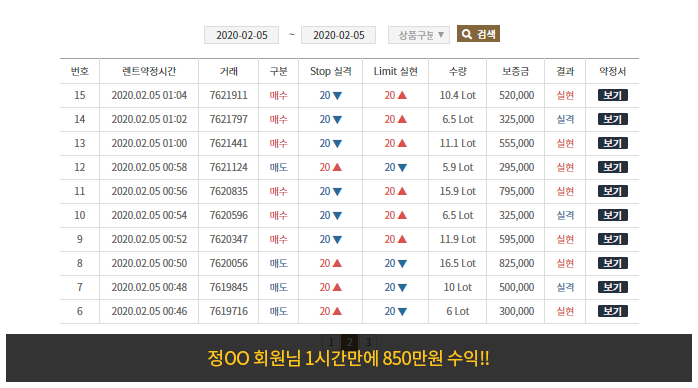 2020-02-05 ~ 2020-02-05 상품구분 ▼ 검색
번호 렌트약정시간 거래 구분 Stop 실격 Limit 실현 수량 보증금 결과 약정서
15 2020.02.05 01:04 7621911 매수 20 ▼ 20 ▲ 10.4 Lot 520,000 실현 보기
14 2020.02.05 01:02 7621797 매수 20 ▼ 20 ▲ 6.5 Lot 325,000 실격 보기
13 2020.02.05 01:00 7621441 매수 20 ▼ 20 ▲ 11.1 Lot 555,000 실현 보기
12 2020.02.05 00:58 7621124 매도 20 ▲ 20 ▼ 5.9 Lot 295,000 실현 보기
11 2020.02.05 00:56 7620835 매수 20 ▼ 20 ▲ 15.9 Lot 795,000 실현 보기
10 2020.02.05 00:54 7620596 매수 20 ▼ 20 ▲ 6.5 Lot 325,000 실격 보기
9 2020.02.05 00:52 7620347 매수 20 ▼ 20 ▲ 11.9 Lot 595,000 실현 보기
8 2020.02.05 00:50 7620056 매도 20 ▲ 20 ▼ 16.5 Lot 825,000 실현 보기
7 2020.02.05 00:48 7619845 매도 20 ▲ 20 ▼ 10 Lot 500,000 실격 보기
6 2020.02.05 00:46 7619716 매도 20 ▲ 20 ▼ 6 Lot 300,000 실현 보기
1 2 3
정OO 회원님 1시간만에 850만원 수익!!